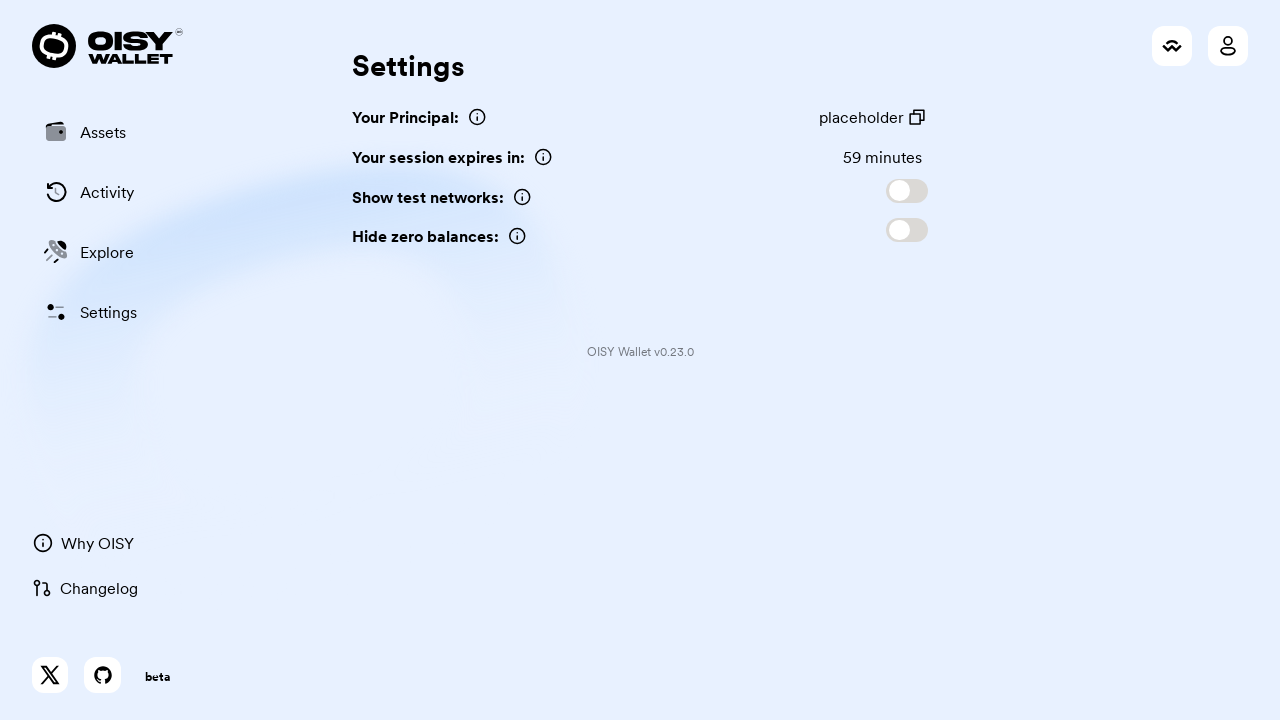 OISY
WALLET
Assets
Activity
Explore
Settings
Why OISY
Changelog
beta
Settings
Your Principal:
placeholder
Your session expires in:
59 minutes
Show test networks:
Hide zero balances:
OISY Wallet v0.23.0